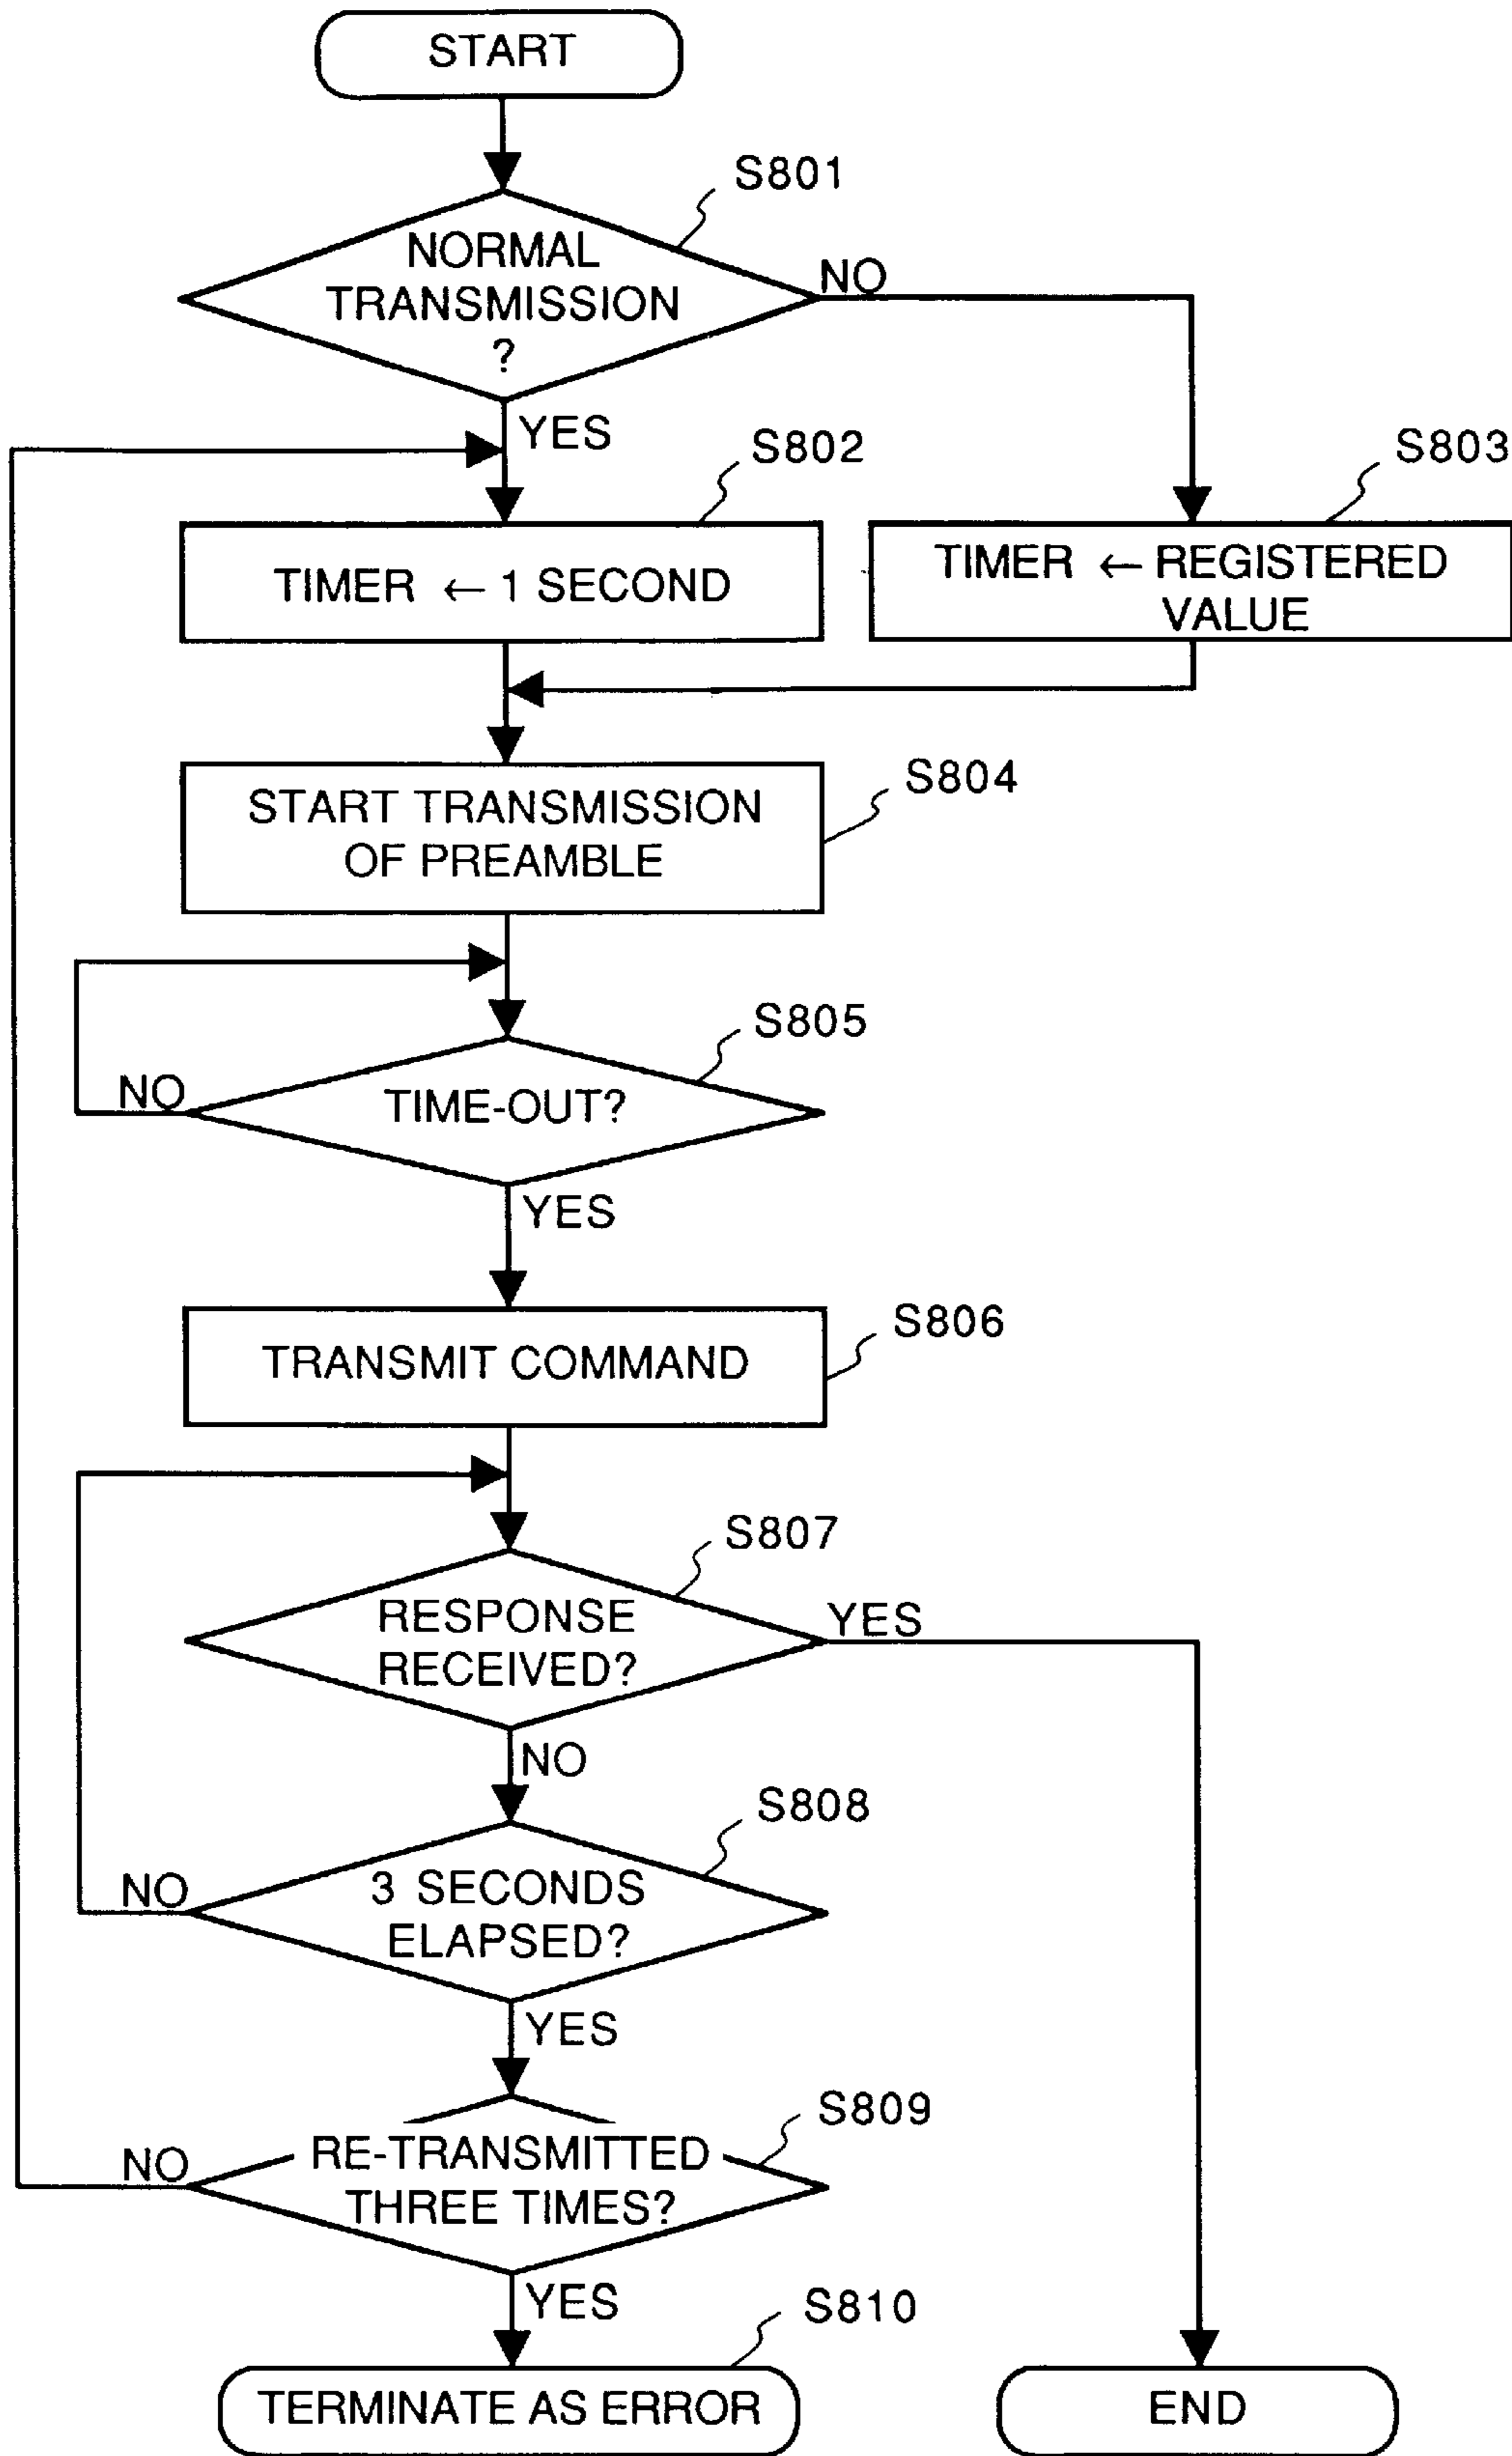 START
S801
NORMAL
TRANSMISSION
?
NO
YES
S802
S803
TIMER ← 1 SECOND
TIMER ← REGISTERED
VALUE
S804
START TRANSMISSION
OF PREAMBLE
S805
NO
TIME-OUT?
YES
S806
TRANSMIT COMMAND
S807
RESPONSE
RECEIVED?
YES
NO
S808
NO
3 SECONDS
ELAPSED?
YES
S809
NO
RE-TRANSMITTED
THREE TIMES?
YES
S810
TERMINATE AS ERROR
END